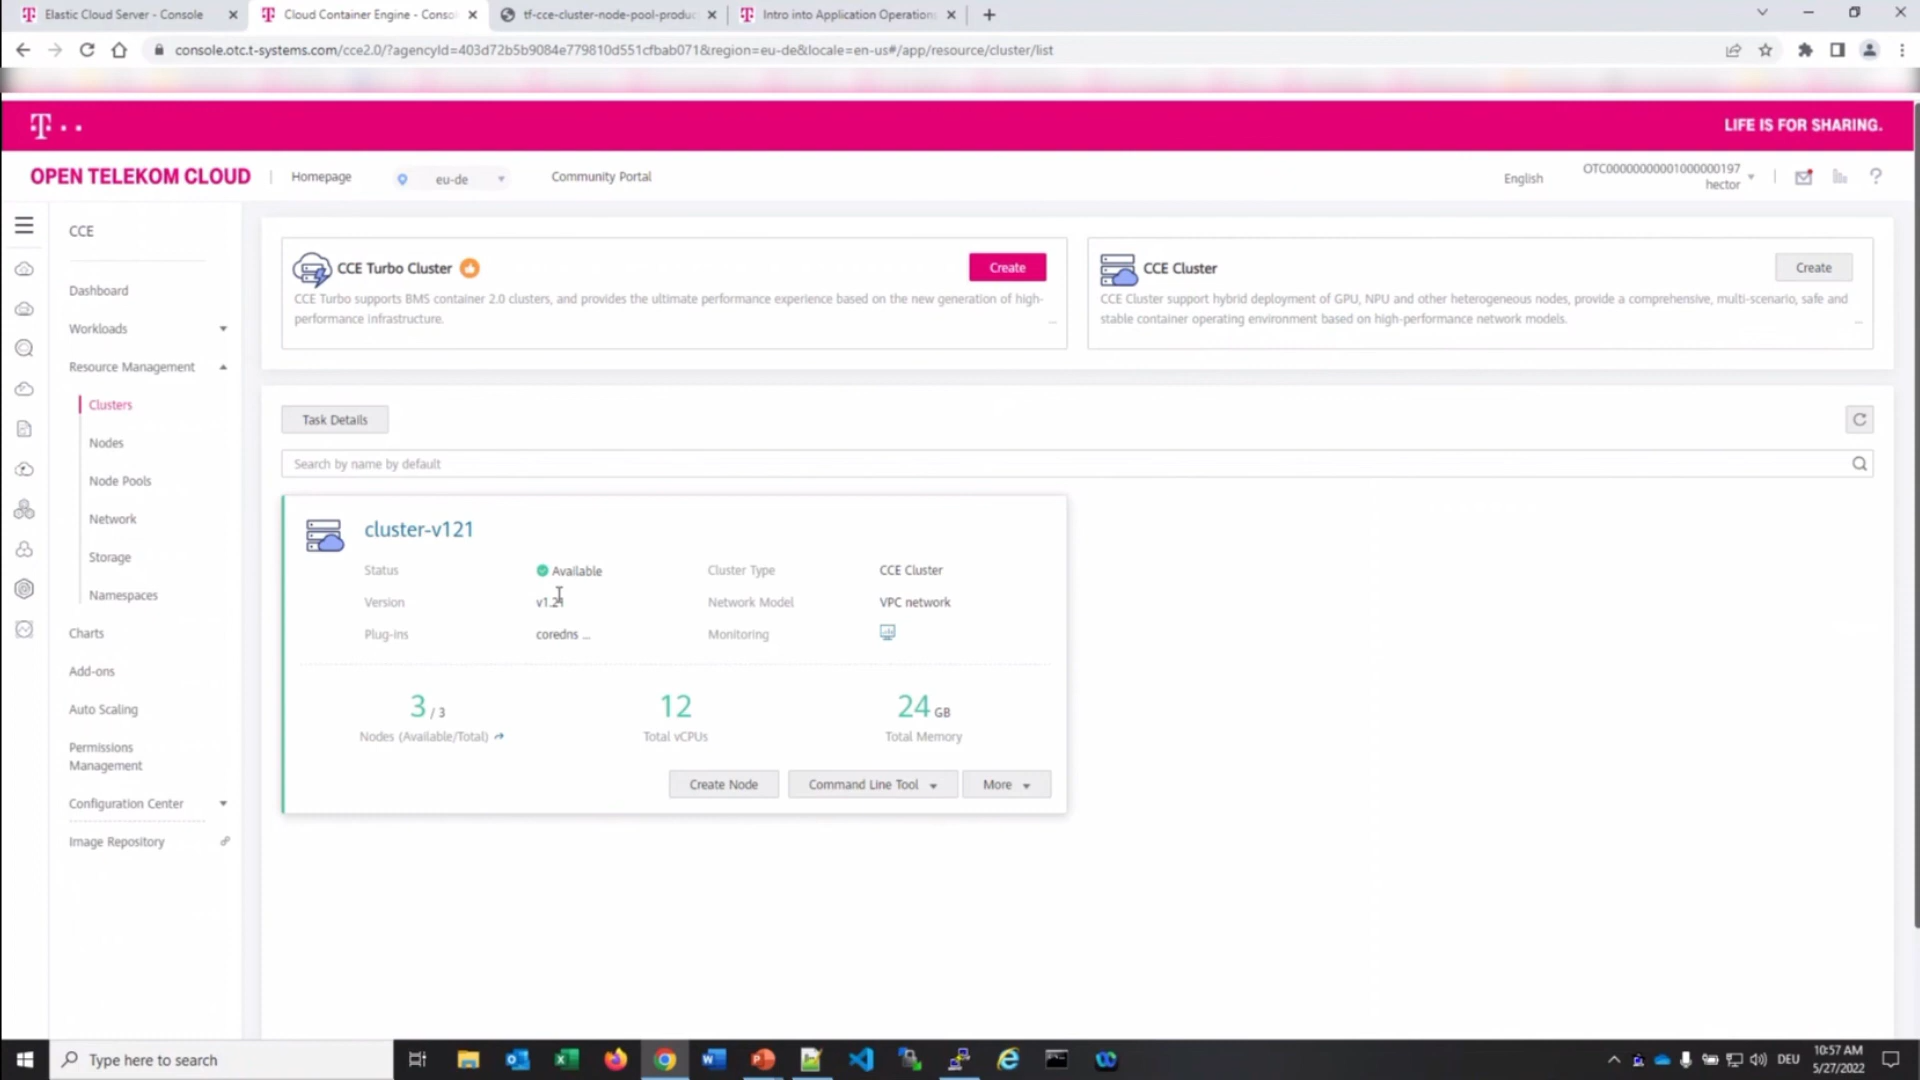 Elastic Cloud Server - Console
Cloud Container Engine - Conso
tf-cce-cluster-node-pool-produc
Intro into Application Operation
console.otc.t-systems.com/cce2.0/?agencyId=403d72b5b9084e779810d551cfbab071&region=eu-de&locale=en-us#/app/resource/cluster/list
T
LIFE IS FOR SHARING.
OPEN TELEKOM CLOUD
Homepage
eu-de
Community Portal
English
OTC00000000001000000197
hector
CCE
Dashboard
Workloads
Resource Management
Clusters
Nodes
Node Pools
Network
Storage
Namespaces
Charts
Add-ons
Auto Scaling
Permissions
Management
Configuration Center
Image Repository
CCE Turbo Cluster
Create
CCE Turbo supports BMS container 2.0 clusters, and provides the ultimate performance experience based on the new generation of high-
performance infrastructure.
...
CCE Cluster
Create
CCE Cluster support hybrid deployment of GPU, NPU and other heterogeneous nodes, provide a comprehensive, multi-scenario, safe and
stable container operating environment based on high-performance network models.
...
Task Details
Search by name by default
cluster-v121
Status Available Cluster Type CCE Cluster
Version v1.21 Network Model VPC network
Plug-ins coredns ... Monitoring
3 / 3 12 24 GB
Nodes (Available/Total) Total vCPUs Total Memory
Create Node
Command Line Tool
More
Type here to search
DEU
10:57 AM
5/27/2022